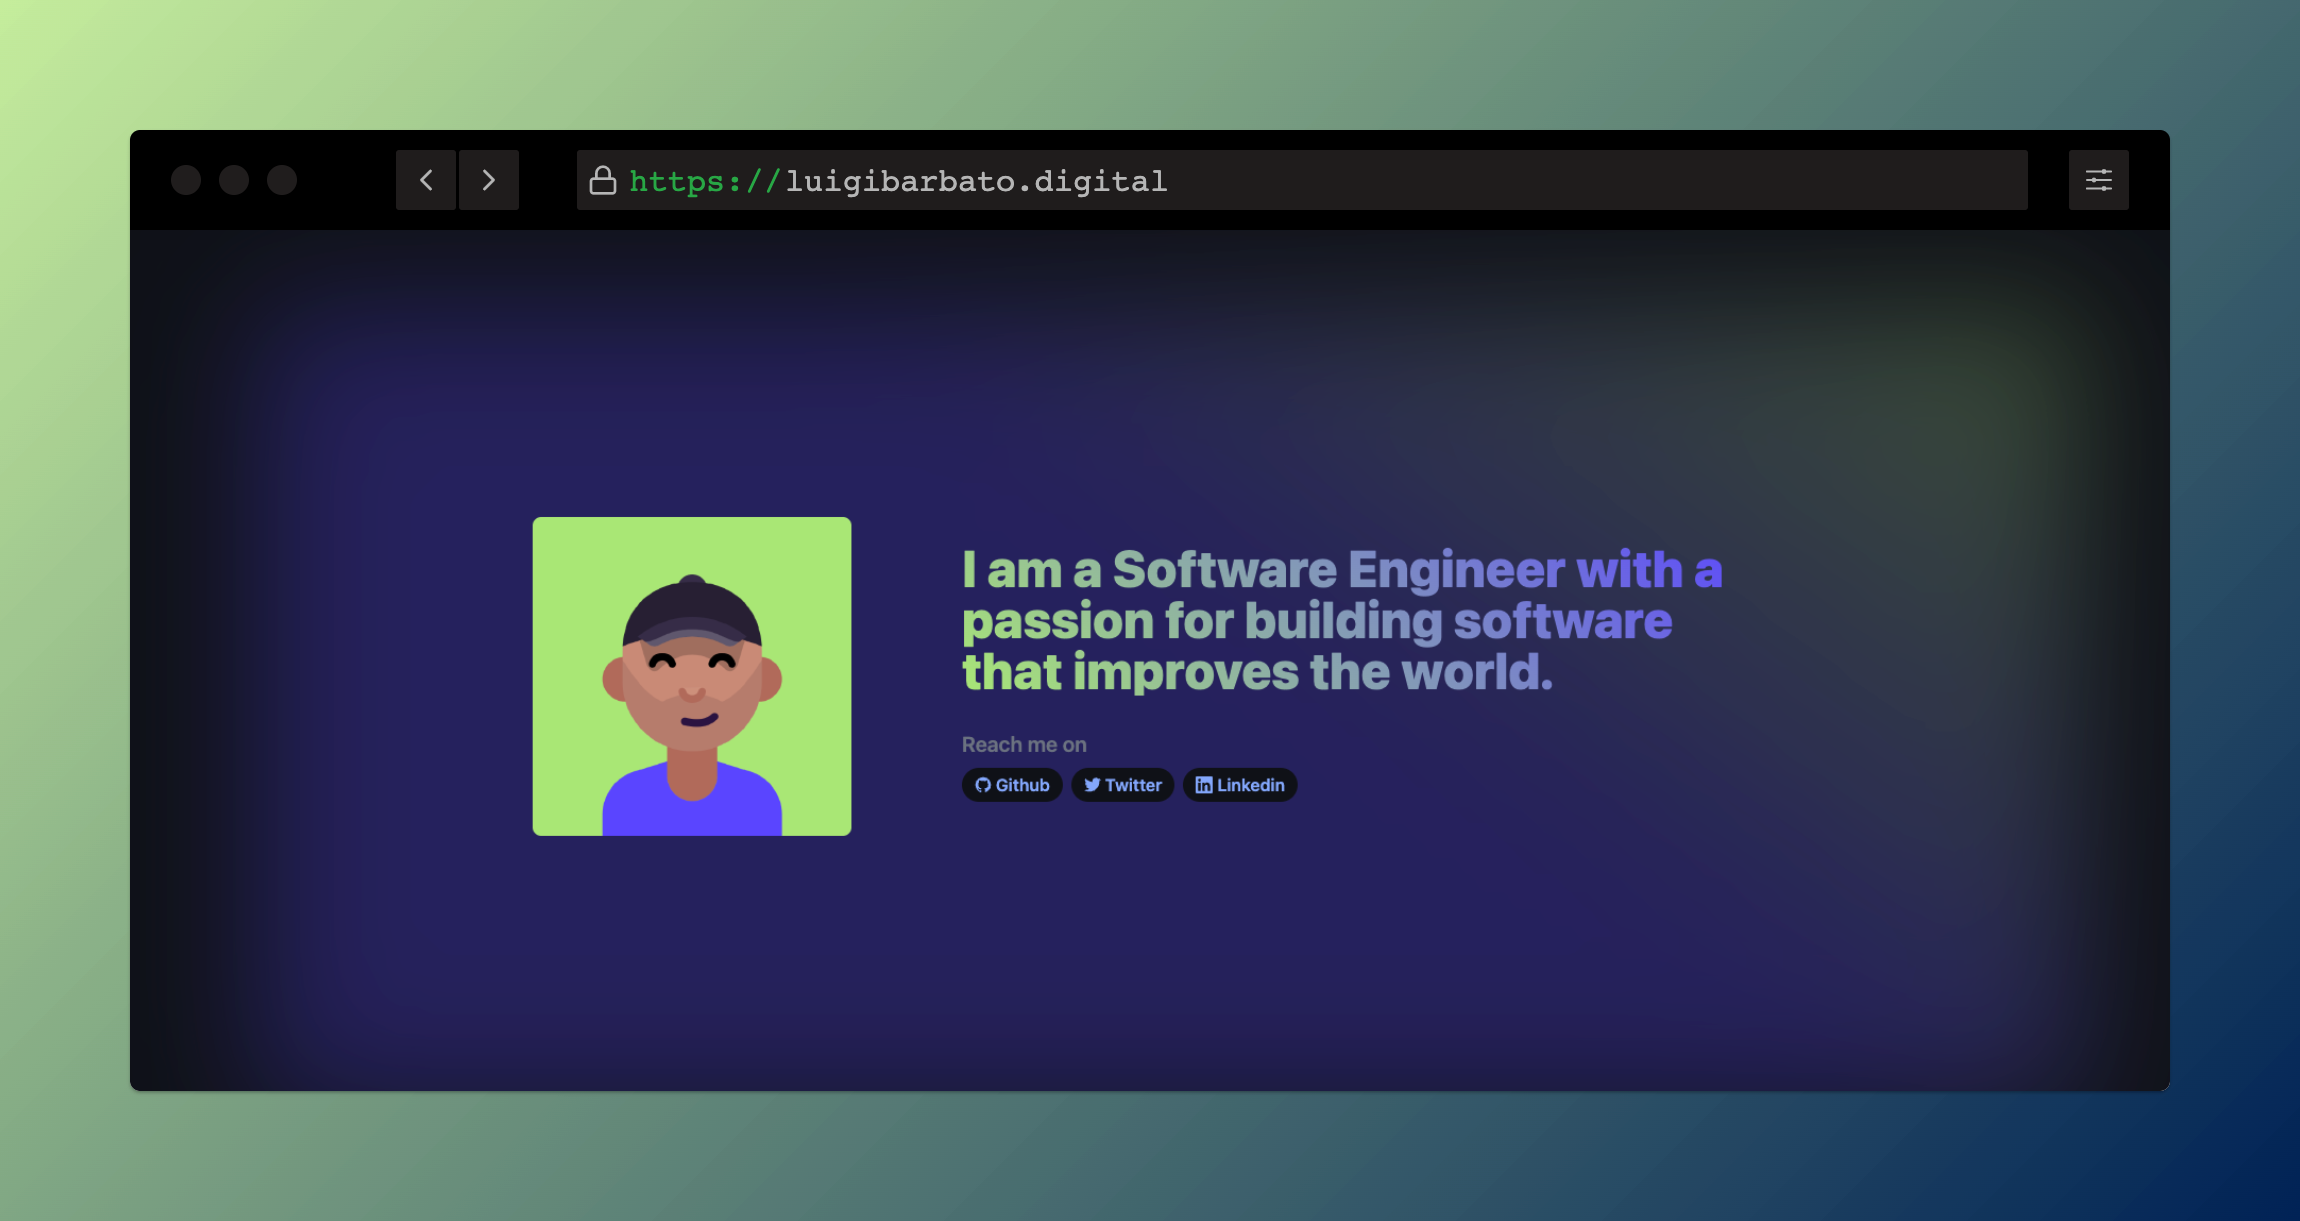 https://luigibarbato.digital
I am a Software Engineer with a
passion for building software
that improves the world.
Reach me on
Github Twitter Linkedin